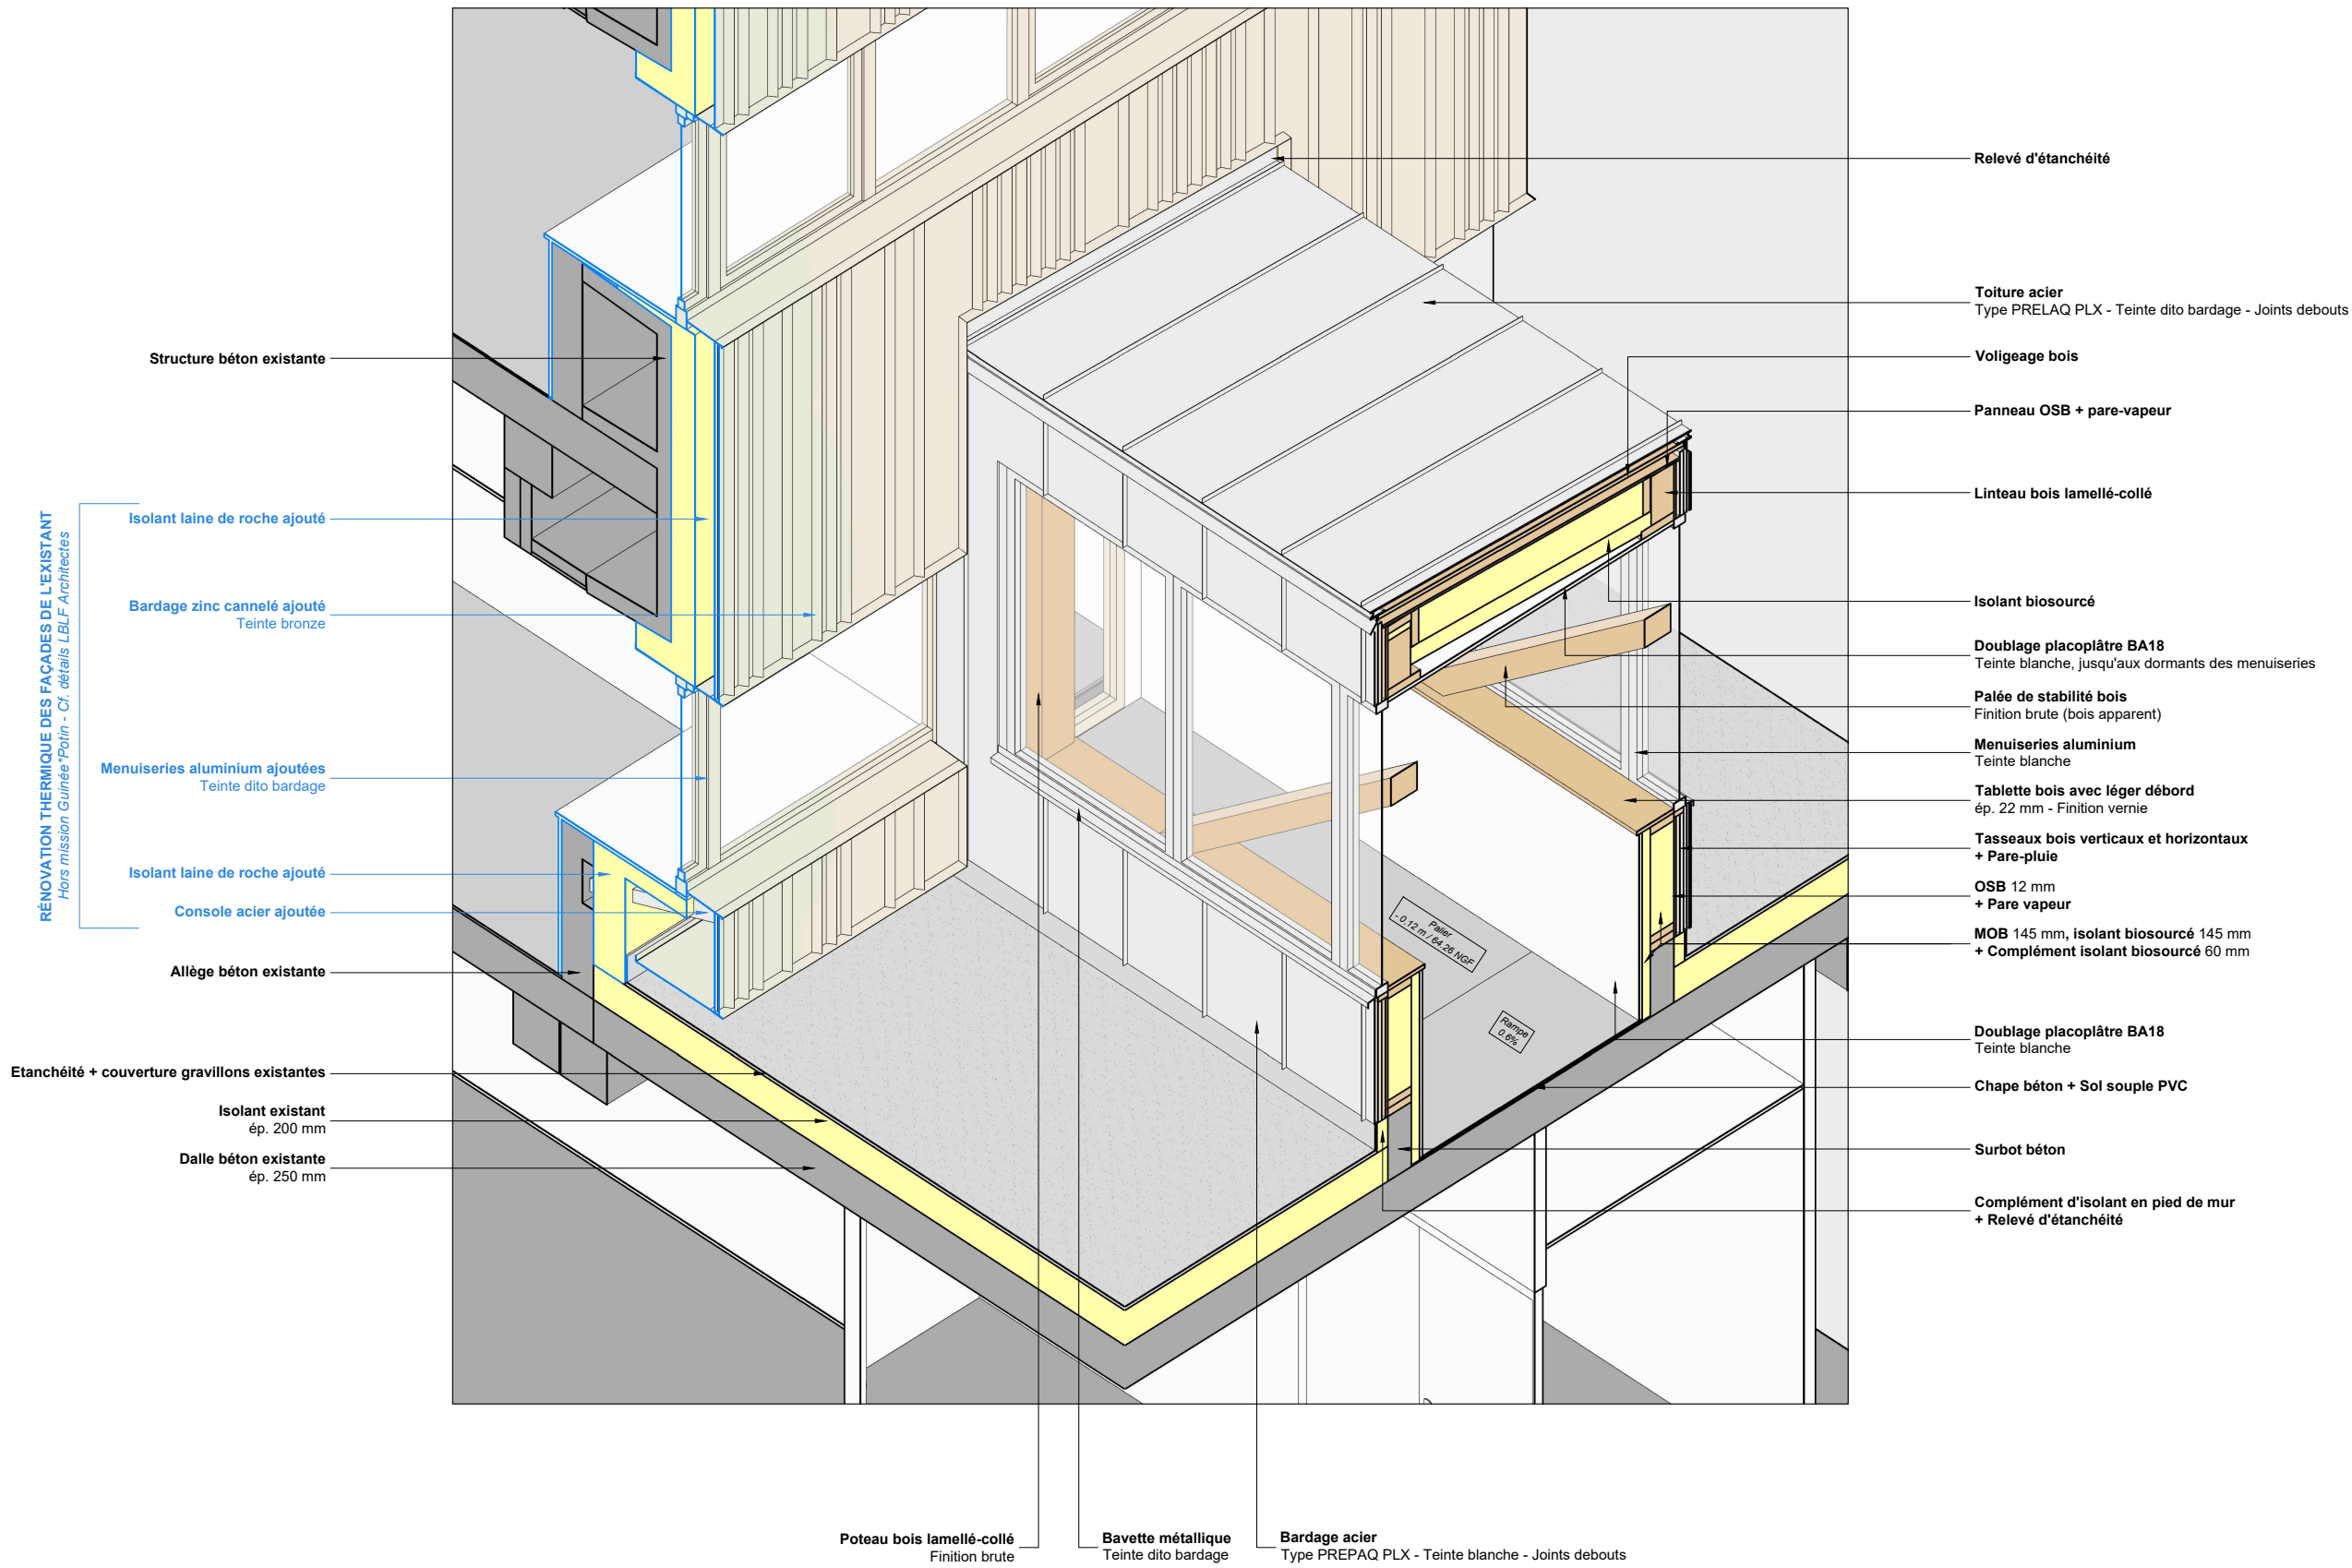 RÉNOVATION THERMIQUE DES FAÇADES DE L'EXISTANT
Hors mission Guinée*Potin - Cf. détails LBLF Architectes
Structure béton existante
Isolant laine de roche ajouté
Bardage zinc cannelé ajouté
Teinte bronze
Menuiseries aluminium ajoutées
Teinte dito bardage
Isolant laine de roche ajouté
Console acier ajoutée
Allège béton existante
Etanchéité + couverture gravillons existantes
Isolant existant
ép. 200 mm
Dalle béton existante
ép. 250 mm
Palier
- 0.12 m / 64.26 NGF
Rampe
0.6%
Relevé d'étanchéité
Toiture acier
Type PRELAQ PLX - Teinte dito bardage - Joints debouts
Voligeage bois
Panneau OSB + pare-vapeur
Linteau bois lamellé-collé
Isolant biosourcé
Doublage placoplâtre BA18
Teinte blanche, jusqu'aux dormants des menuiseries
Palée de stabilité bois
Finition brute (bois apparent)
Menuiseries aluminium
Teinte blanche
Tablette bois avec léger débord
ép. 22 mm - Finition vernie
Tasseaux bois verticaux et horizontaux
+ Pare-pluie
OSB 12 mm
+ Pare vapeur
MOB 145 mm, isolant biosourcé 145 mm
+ Complément isolant biosourcé 60 mm
Doublage placoplâtre BA18
Teinte blanche
Chape béton + Sol souple PVC
Surbot béton
Complément d'isolant en pied de mur
+ Relevé d'étanchéité
Poteau bois lamellé-collé
Finition brute
Bavette métallique
Teinte dito bardage
Bardage acier
Type PREPAQ PLX - Teinte blanche - Joints debouts